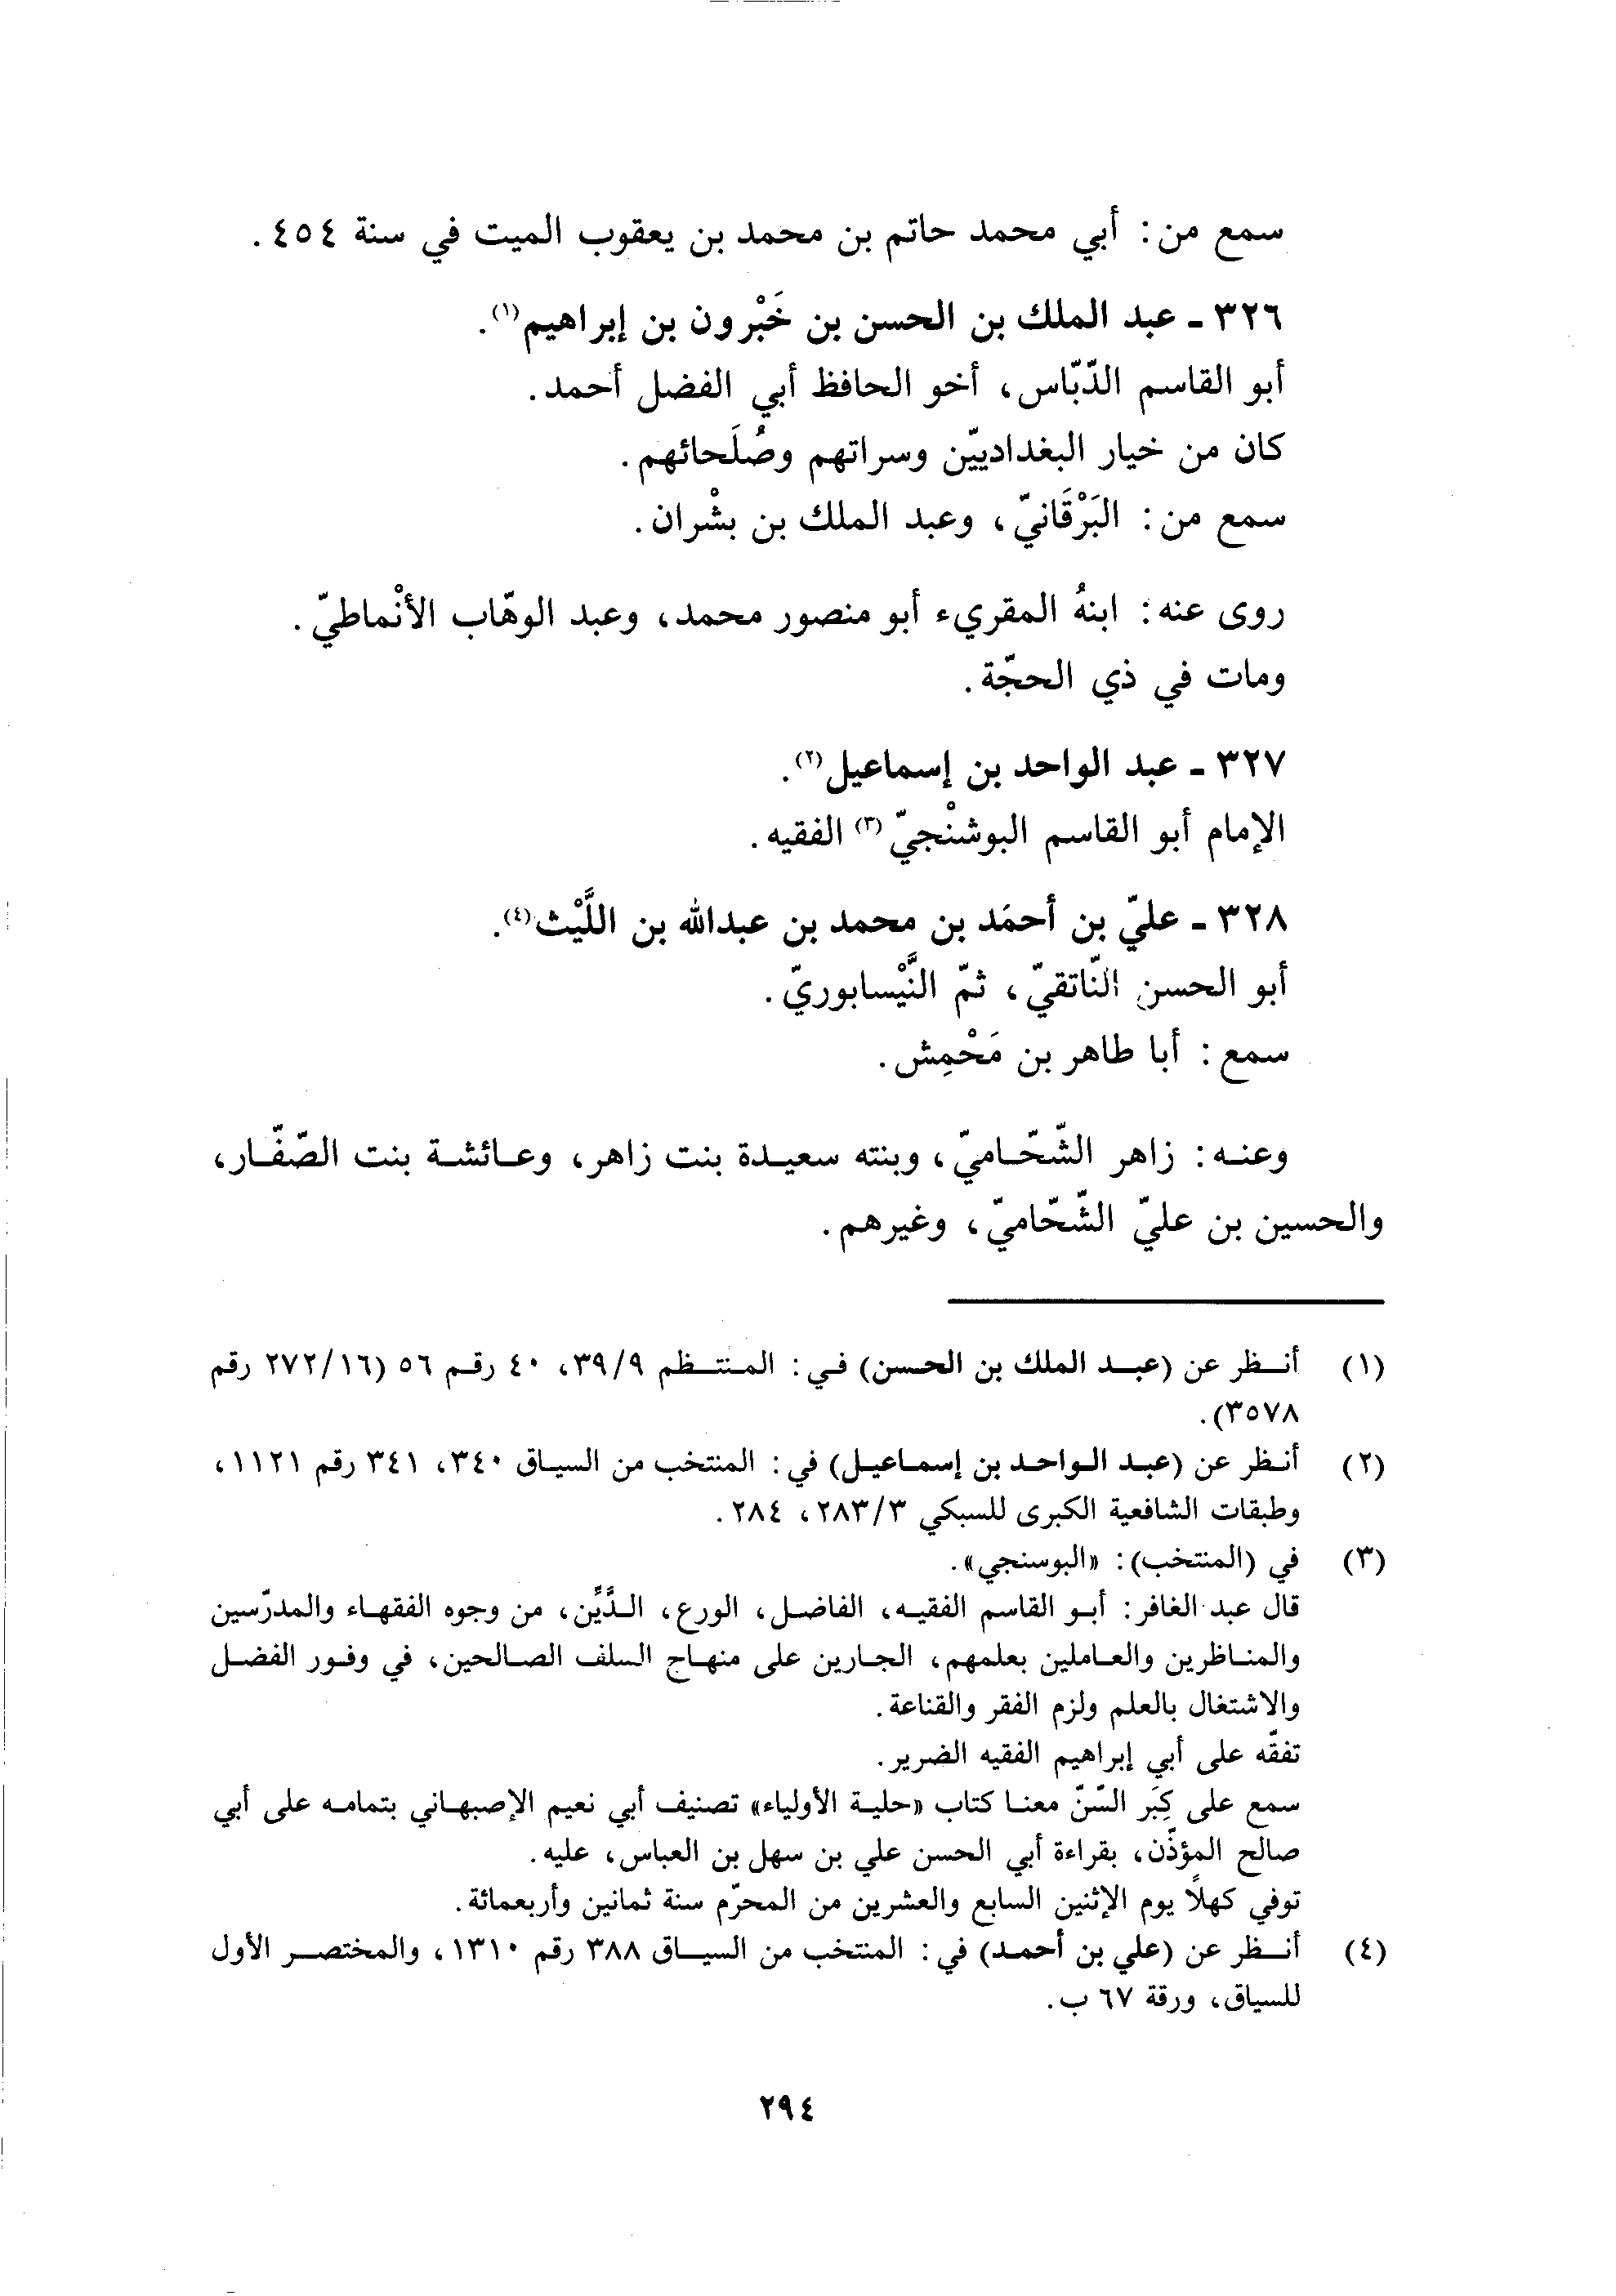 سمع من: أبي محمد حاتم بن محمد بن يعقوب الميت في سنة ٤٥٤.
٣٢٦ - عبد الملك بن الحسن بن خَبْرون بن إبراهيم(١).
أبو القاسم الدّبّاس، أخو الحافظ أبي الفضل أحمد.
كان من خيار البغداديّين وسراتهم وصُلَحائهم.
سمع من: البَرْقَانيّ، وعبد الملك بن بشْران.
روى عنه: ابنهُ المقريء أبو منصور محمد، وعبد الوهّاب الأنْماطيّ.
ومات في ذي الحجّة.
٣٢٧ - عبد الواحد بن إسماعيل(٢).
الإمام أبو القاسم البوشنْجيّ(٣) الفقيه.
٣٢٨ - عليّ بن أحمَد بن محمد بن عبدالله بن اللَّيْث(٤).
أبو الحسن النّاتقيّ، ثمّ النَّيْسابوريّ.
سمع: أبا طاهر بن مَحْمِش.
وعنه: زاهر الشّحّاميّ، وبنته سعيدة بنت زاهر، وعائشة بنت الصّفّار،
والحسين بن عليّ الشّحّاميّ، وغيرهم.
(١) أنظر عن (عبد الملك بن الحسن) في: المنتظم ٣٩/٩، ٤٠ رقم ٥٦ (٢٧٢/١٦ رقم
٣٥٧٨).
(٢) أنظر عن (عبد الواحد بن إسماعيل) في: المنتخب من السياق ٣٤٠، ٣٤١ رقم ١١٢١،
وطبقات الشافعية الكبرى للسبكي ٢٨٣/٣، ٢٨٤.
(٣) في (المنتخب): «البوسنجي».
قال عبد الغافر: أبو القاسم الفقيه، الفاضل، الورع، الدَّيِّن، من وجوه الفقهاء والمدرّسين
والمناظرين والعاملين بعلمهم، الجارين على منهاج السلف الصالحين، في وفور الفضل
والاشتغال بالعلم ولزم الفقر والقناعة.
تفقّه على أبي إبراهيم الفقيه الضرير.
سمع على كِبَر السّنّ معنا كتاب «حلية الأولياء» تصنيف أبي نعيم الإصبهاني بتمامه على أبي
صالح المؤذّن، بقراءة أبي الحسن علي بن سهل بن العباس، عليه.
توفي كهلاً يوم الإثنين السابع والعشرين من المحرّم سنة ثمانين وأربعمائة.
(٤) أنظر عن (علي بن أحمد) في: المنتخب من السياق ٣٨٨ رقم ١٣١٠، والمختصر الأول
للسياق، ورقة ٦٧ ب.
٢٩٤